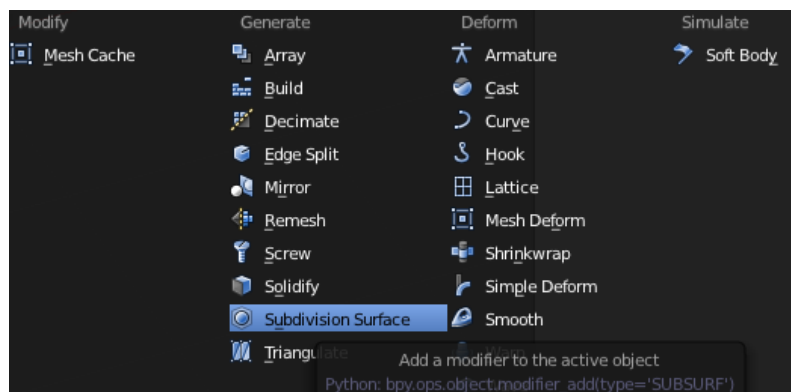 Modify
Mesh Cache
Generate
Array
Build
Decimate
Edge Split
Mirror
Remesh
Screw
Solidify
Subdivision Surface
Triangulate
Deform
Armature
Cast
Curve
Hook
Lattice
Mesh Deform
Shrinkwrap
Simple Deform
Smooth
Warp
Simulate
Soft Body
Add a modifier to the active object
Python: bpy.ops.object.modifier_add(type='SUBSURF')